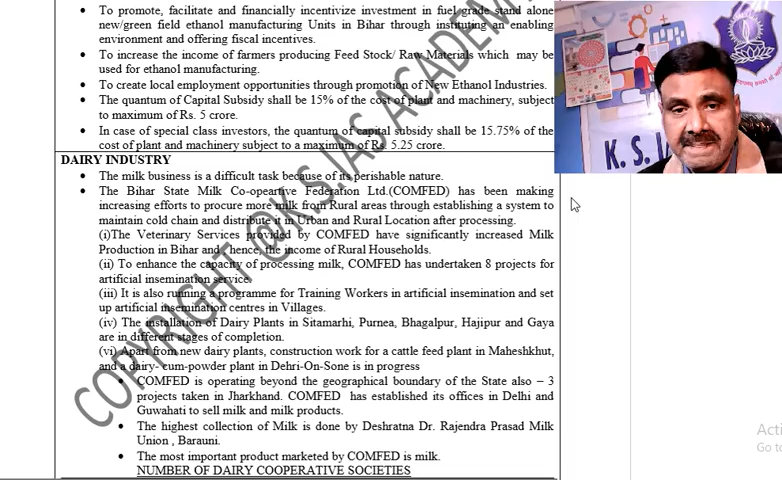 To promote, facilitate and financially incentivize investment in fuel grade stand alone
new/green field ethanol manufacturing Units in Bihar through instituting an enabling
environment and offering fiscal incentives.
To increase the income of farmers producing Feed Stock/ Raw Materials which may be
used for ethanol manufacturing.
To create local employment opportunities through promotion of New Ethanol Industries.
The quantum of Capital Subsidy shall be 15% of the cost of plant and machinery, subject
to maximum of Rs. 5 crore.
In case of special class investors, the quantum of capital subsidy shall be 15.75% of the
cost of plant and machinery subject to a maximum of Rs. 5.25 crore.
DAIRY INDUSTRY
The milk business is a difficult task because of its perishable nature.
The Bihar State Milk Co-opeartive Federation Ltd.(COMFED) has been making
increasing efforts to procure more milk from Rural areas through establishing a system to
maintain cold chain and distribute it in Urban and Rural Location after processing.
(i)The Veterinary Services provided by COMFED have significantly increased Milk
Production in Bihar and , hence, the income of Rural Households.
(ii) To enhance the capacity of processing milk, COMFED has undertaken 8 projects for
artificial insemination service.
(iii) It is also running a programme for Training Workers in artificial insemination and set
up artificial insemination centres in Villages.
(iv) The installation of Dairy Plants in Sitamarhi, Purnea, Bhagalpur, Hajipur and Gaya
are in different stages of completion.
(vi) Apart from new dairy plants, construction work for a cattle feed plant in Maheshkhut,
and a dairy- cum-powder plant in Dehri-On-Sone is in progress
COMFED is operating beyond the geographical boundary of the State also – 3
projects taken in Jharkhand. COMFED has established its offices in Delhi and
Guwahati to sell milk and milk products.
The highest collection of Milk is done by Deshratna Dr. Rajendra Prasad Milk
Union , Barauni.
The most important product marketed by COMFED is milk.
NUMBER OF DAIRY COOPERATIVE SOCIETIES
COPYRIGHT @K.S.IAS ACADEM
K. S. I
Acti
Go to